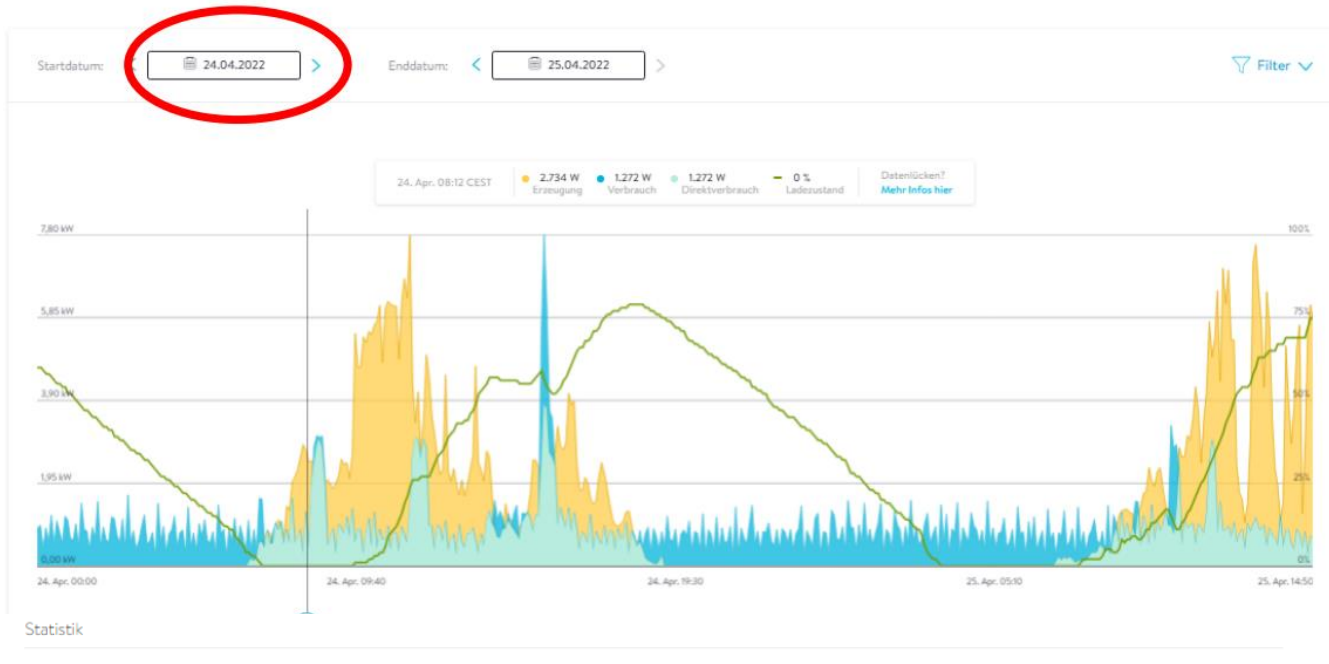 Startdatum: 24.04.2022 > Enddatum: < 25.04.2022 > Filter
24. Apr. 08:12 CEST 2.734 W 1.272 W 1.272 W 0 % Datenlücken?
Erzeugung Verbrauch Direktverbrauch Ladezustand Mehr Infos hier
7,80 kW 100%
5,85 kW 75%
3,90 kW 50%
1,95 kW 25%
0,00 kW 0%
24. Apr. 00:00 24. Apr. 09:40 24. Apr. 19:30 25. Apr. 05:10 25. Apr. 14:50
Statistik